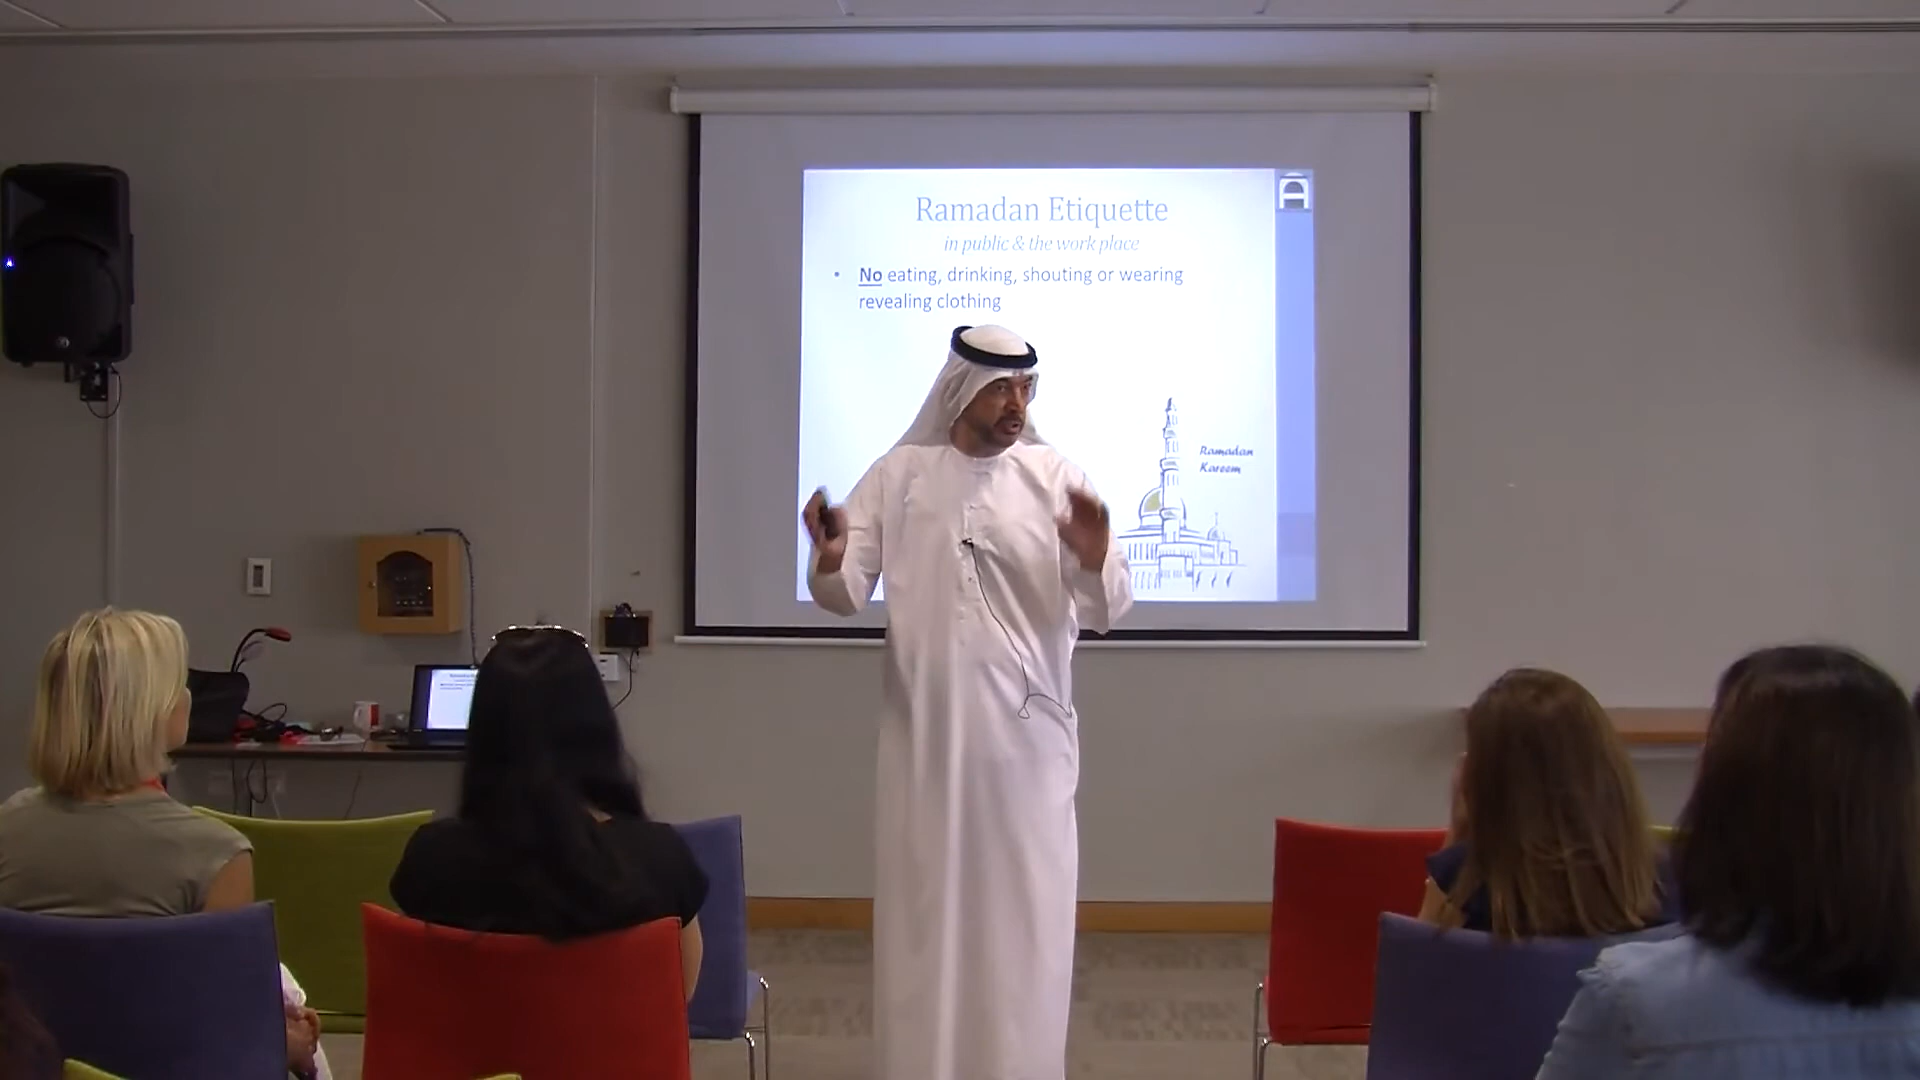 Ramadan Etiquette
in public & the work place
• No eating, drinking, shouting or wearing
revealing clothing
Ramadan
Kareem